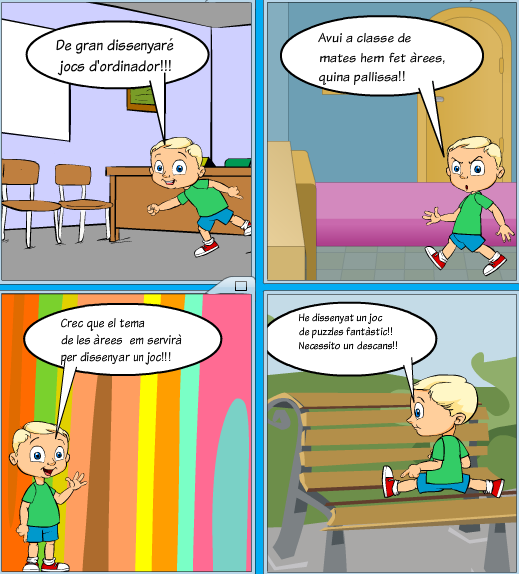 De gran dissenyaré
jocs d'ordinador!!!
Avui a classe de
mates hem fet àrees,
quina pallissa!!
Crec que el tema
de les àrees em servirà
per dissenyar un joc!!!
He dissenyat un joc
de puzzles fantàstic!!
Necessito un descans!!